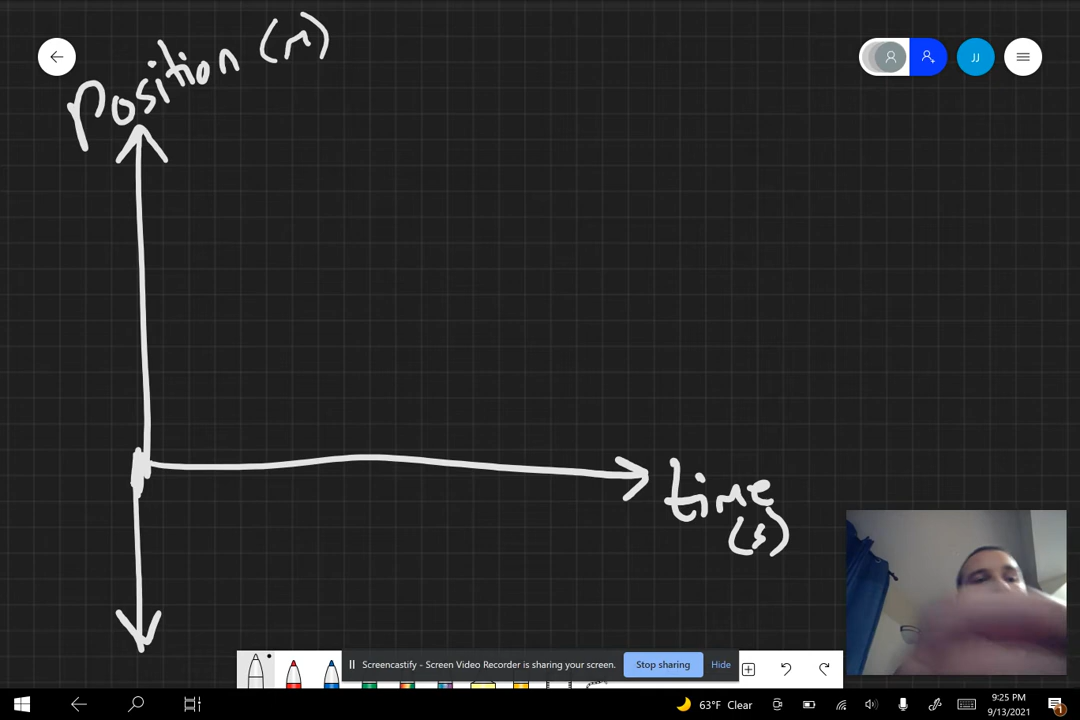 position (m)
JJ
time
(s)
Screencastify - Screen Video Recorder is sharing your screen.
Stop sharing
Hide
63°F Clear
9:25 PM
9/13/2021
1